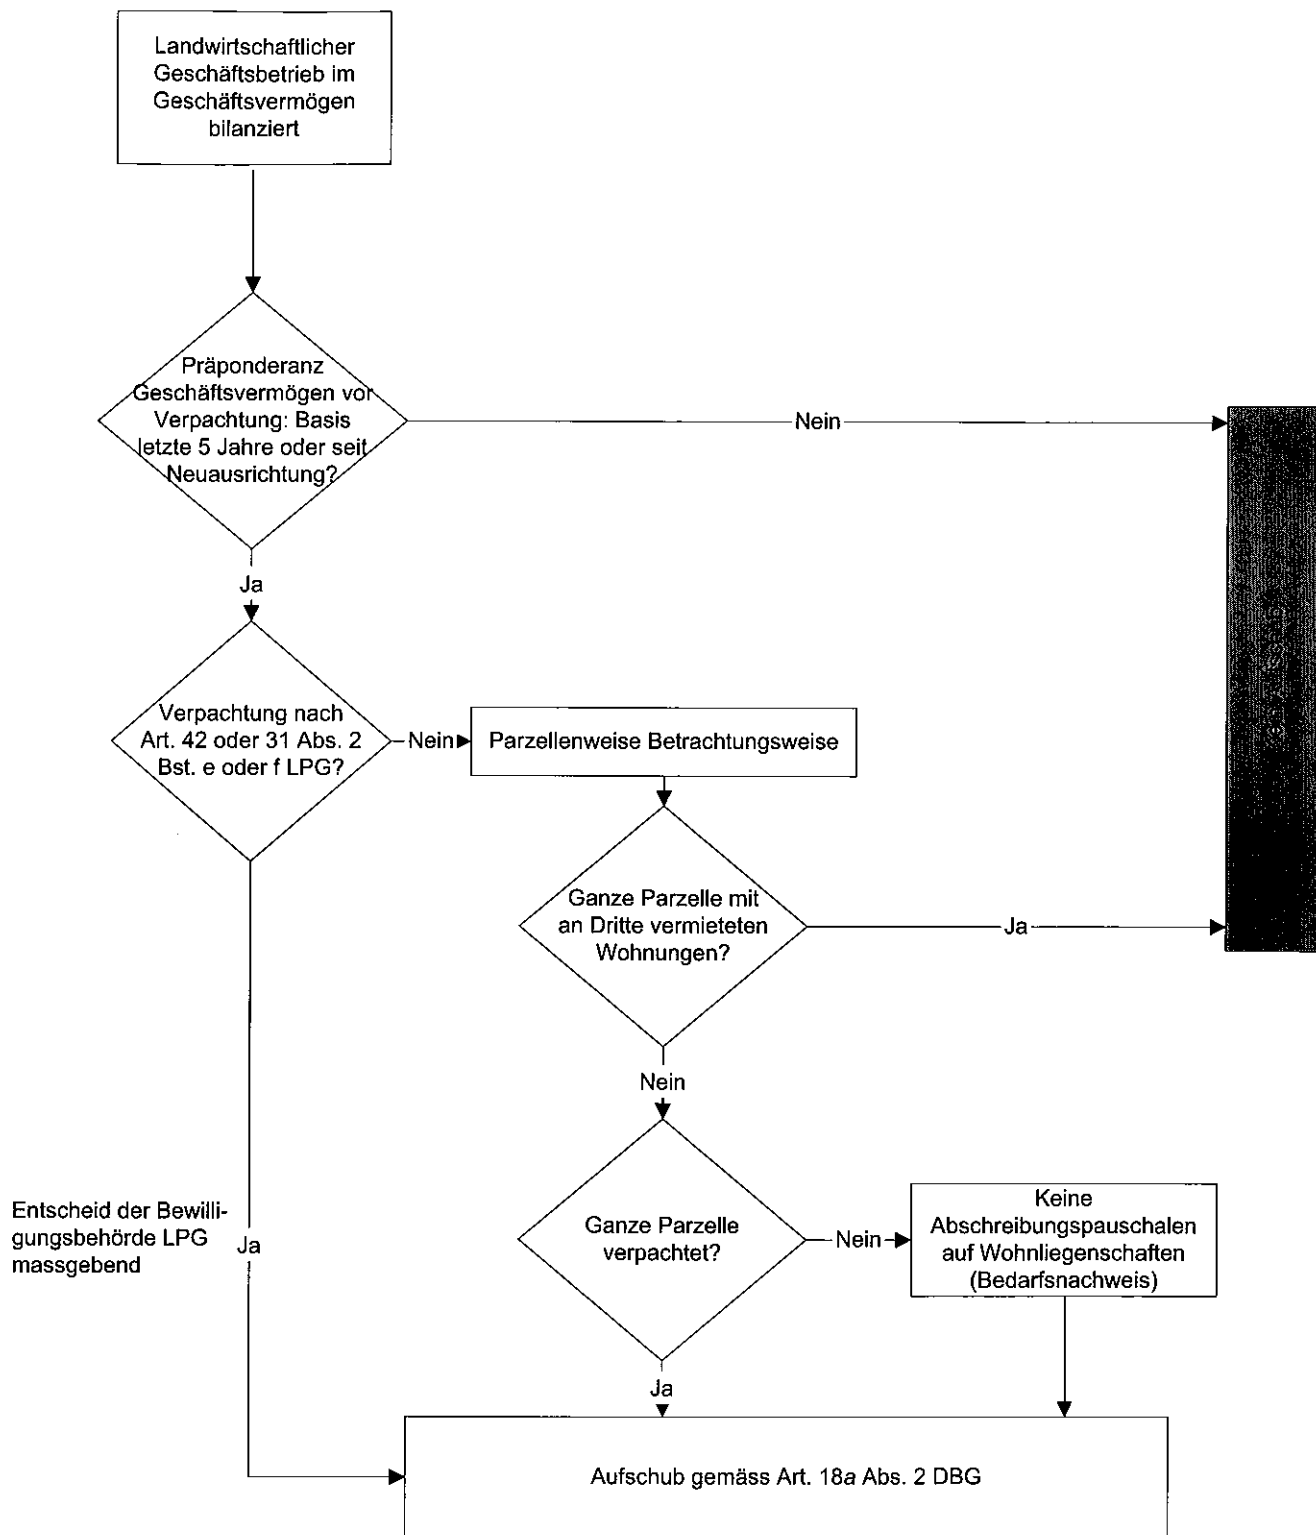 Landwirtschaftlicher
Geschäftsbetrieb im
Geschäftsvermögen
bilanziert
Präponderanz
Geschäftsvermögen vor
Verpachtung: Basis
letzte 5 Jahre oder seit
Neuausrichtung?
Nein
Ja
Verpachtung nach
Art. 42 oder 31 Abs. 2
Bst. e oder f LPG?
Nein
Parzellenweise Betrachtungsweise
Ganze Parzelle mit
an Dritte vermieteten
Wohnungen?
Ja
Nein
Entscheid der Bewilli-
gungsbehörde LPG
massgebend
Ja
Ganze Parzelle
verpachtet?
Nein
Keine
Abschreibungspauschalen
auf Wohnliegenschaften
(Bedarfsnachweis)
Ja
Aufschub gemäss Art. 18a Abs. 2 DBG